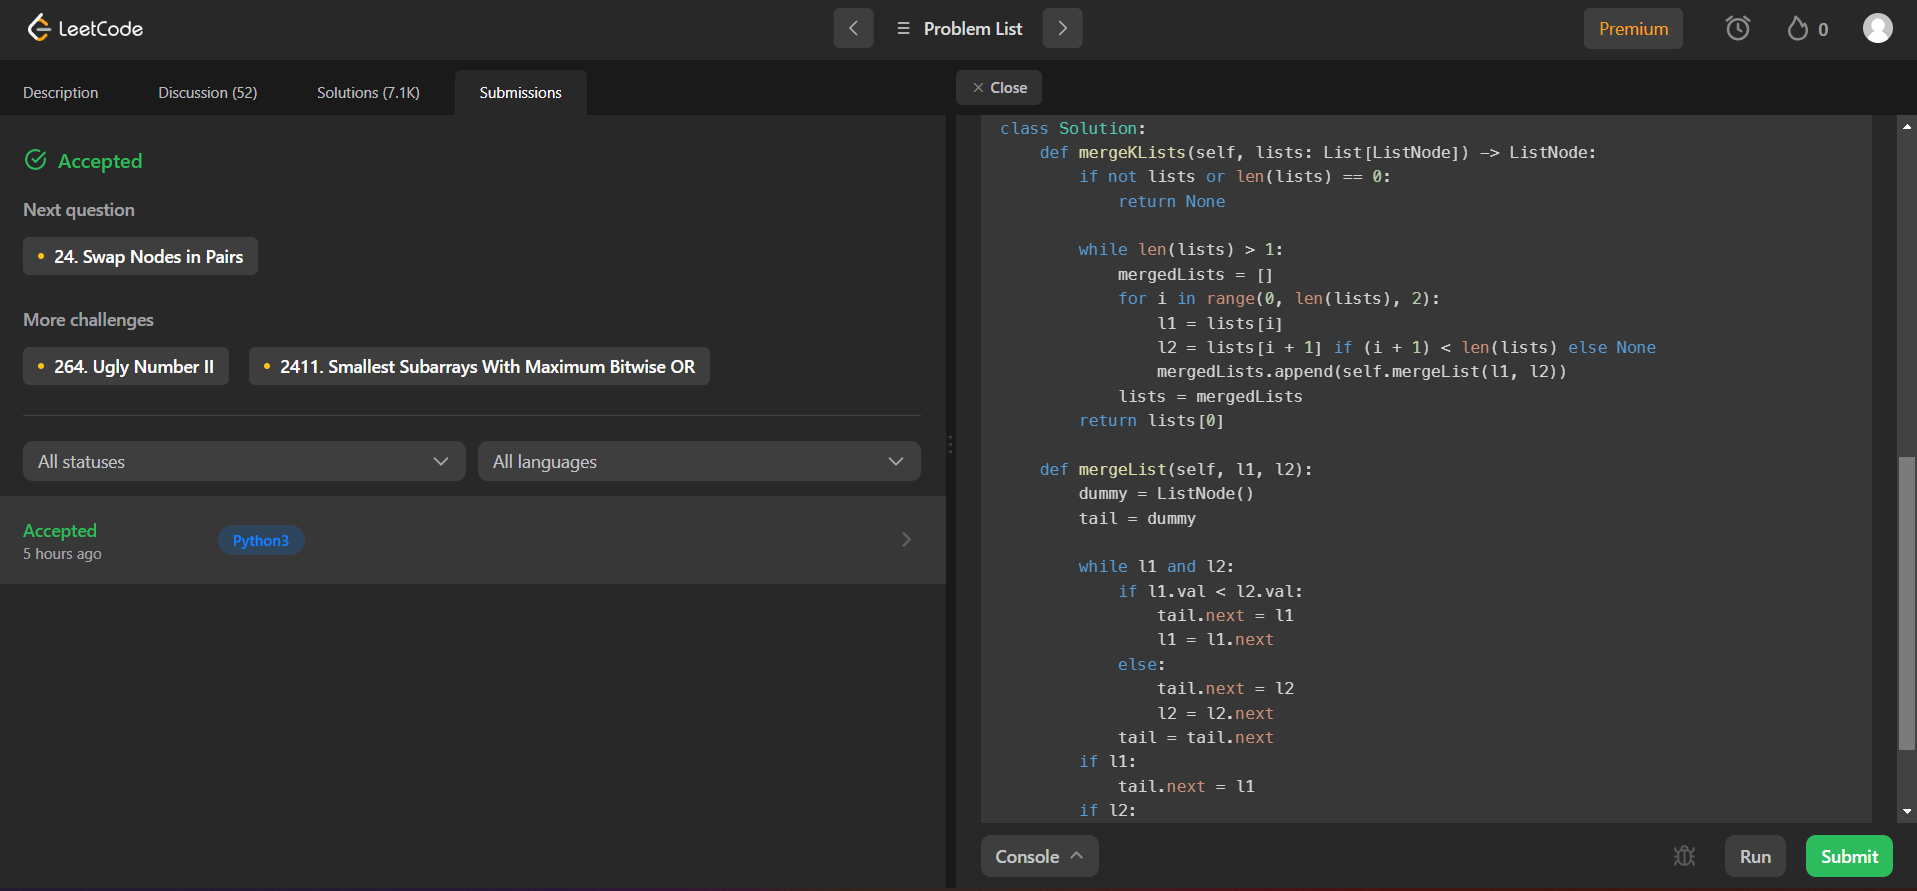 LeetCode
Problem List
Premium
0
Description
Discussion (52)
Solutions (7.1K)
Submissions
Accepted
Next question
24. Swap Nodes in Pairs
More challenges
264. Ugly Number II
2411. Smallest Subarrays With Maximum Bitwise OR
All statuses
All languages
Accepted
5 hours ago
Python3
Close
class Solution:
    def mergeKLists(self, lists: List[ListNode]) -> ListNode:
        if not lists or len(lists) == 0:
            return None

        while len(lists) > 1:
            mergedLists = []
            for i in range(0, len(lists), 2):
                l1 = lists[i]
                l2 = lists[i + 1] if (i + 1) < len(lists) else None
                mergedLists.append(self.mergeList(l1, l2))
            lists = mergedLists
        return lists[0]

    def mergeList(self, l1, l2):
        dummy = ListNode()
        tail = dummy

        while l1 and l2:
            if l1.val < l2.val:
                tail.next = l1
                l1 = l1.next
            else:
                tail.next = l2
                l2 = l2.next
            tail = tail.next
        if l1:
            tail.next = l1
        if l2:
Console
Run
Submit